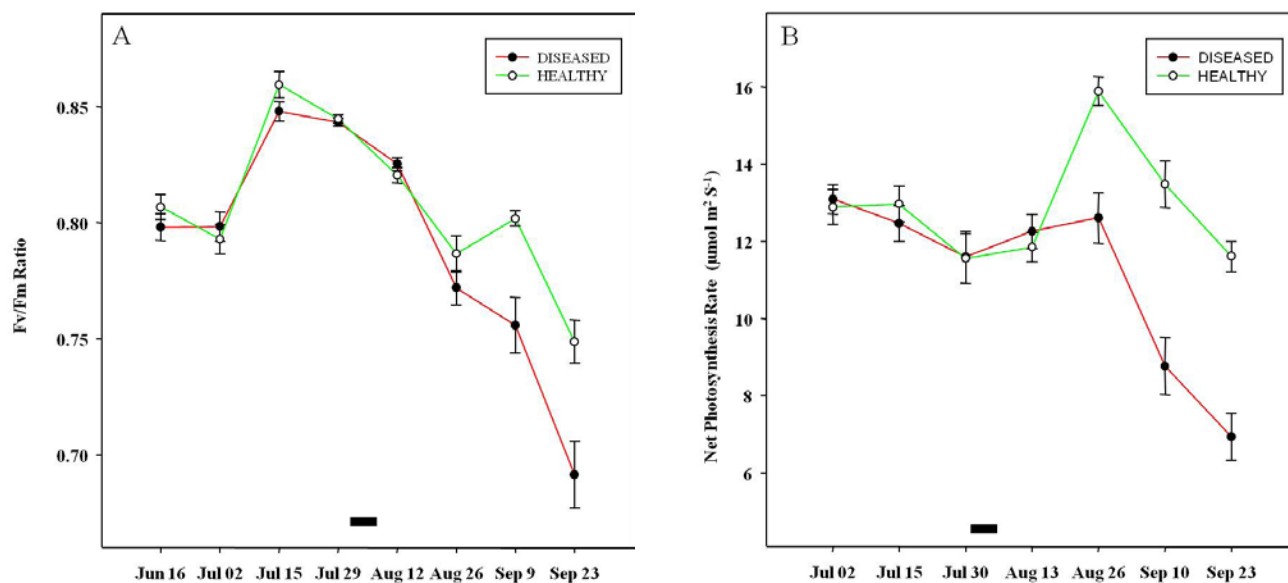 A
DISEASED
HEALTHY
0.85
0.80
0.75
0.70
Fv/Fm Ratio
Jun 16 Jul 02 Jul 15 Jul 29 Aug 12 Aug 26 Sep 9 Sep 23
B
DISEASED
HEALTHY
16
14
12
10
8
6
Net Photosynthesis Rate (µmol m² S⁻¹)
Jul 02 Jul 15 Jul 30 Aug 13 Aug 26 Sep 10 Sep 23